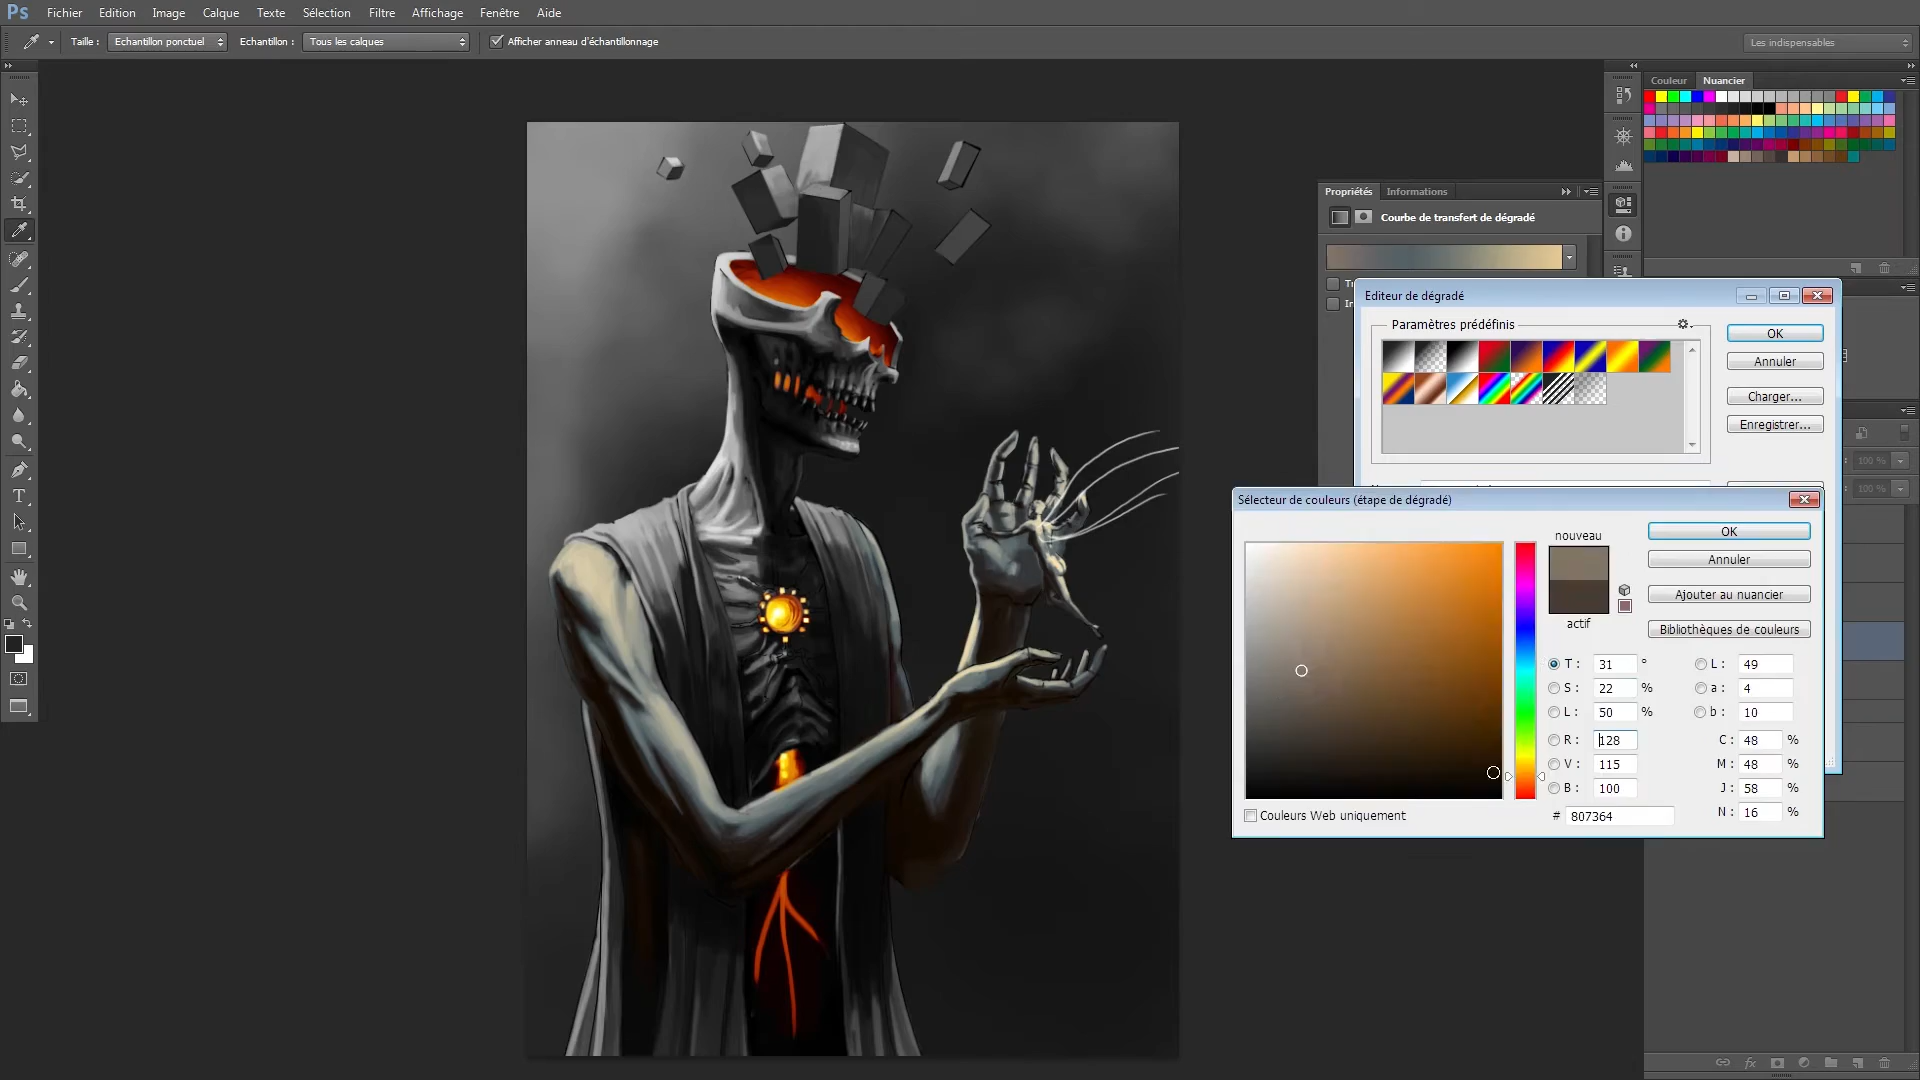 Ps Fichier Edition Image Calque Texte Sélection Filtre Affichage Fenêtre Aide
Taille : Echantillon ponctuel Echantillon : Tous les calques Afficher anneau d'échantillonnage Les indispensables
Couleur Nuancier
Propriétés Informations
Courbe de transfert de dégradé
Editeur de dégradé
Paramètres prédéfinis
OK
Annuler
Charger...
Enregistrer...
100 %
100 %
Sélecteur de couleurs (étape de dégradé)
nouveau
actif
OK
Annuler
Ajouter au nuancier
Bibliothèques de couleurs
T : 31 ° L : 49
S : 22 % a : 4
L : 50 % b : 10
R : 128 C : 48 %
V : 115 M : 48 %
B : 100 J : 58 %
# 807364 N : 16 %
Couleurs Web uniquement
fx